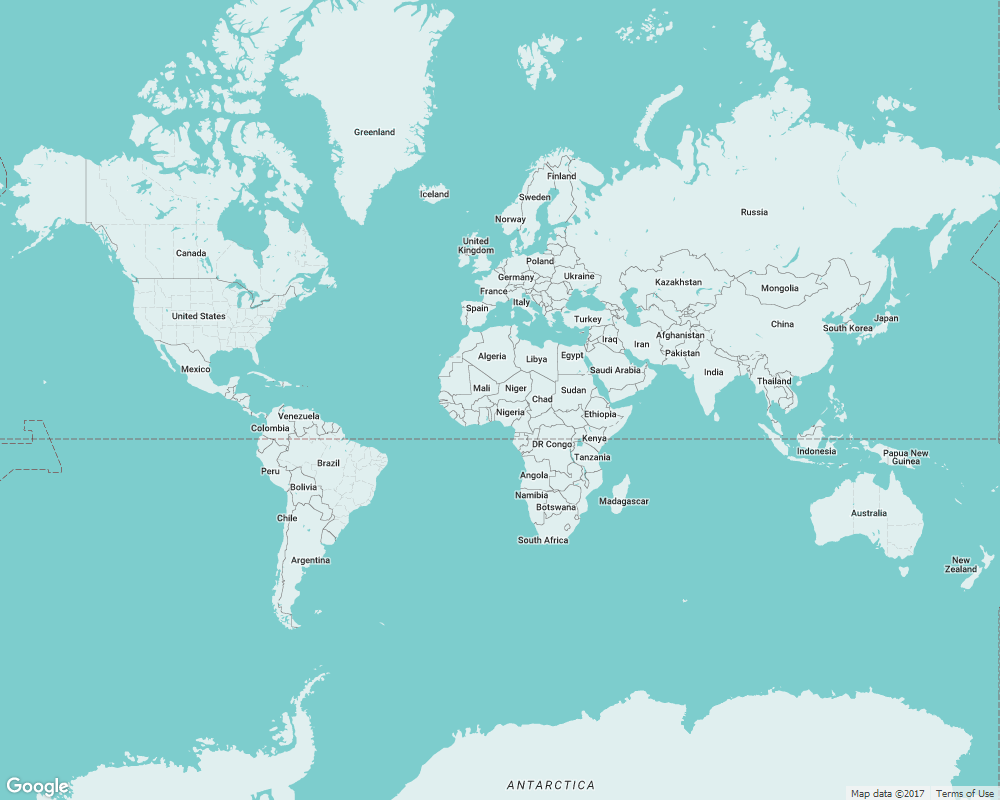 Greenland
Iceland
Finland
Sweden
Norway
Russia
United
Kingdom
Canada
Poland
Germany
Ukraine
Kazakhstan
Mongolia
France
Italy
Spain
United States
Turkey
Japan
China
South Korea
Afghanistan
Iraq
Iran
Pakistan
Algeria
Libya
Egypt
Saudi Arabia
India
Mexico
Thailand
Mali
Niger
Sudan
Chad
Nigeria
Ethiopia
Venezuela
Colombia
DR Congo
Kenya
Indonesia
Papua New
Guinea
Tanzania
Brazil
Peru
Angola
Bolivia
Namibia
Madagascar
Botswana
Australia
Chile
South Africa
Argentina
New
Zealand
ANTARCTICA
Google
Map data ©2017
Terms of Use